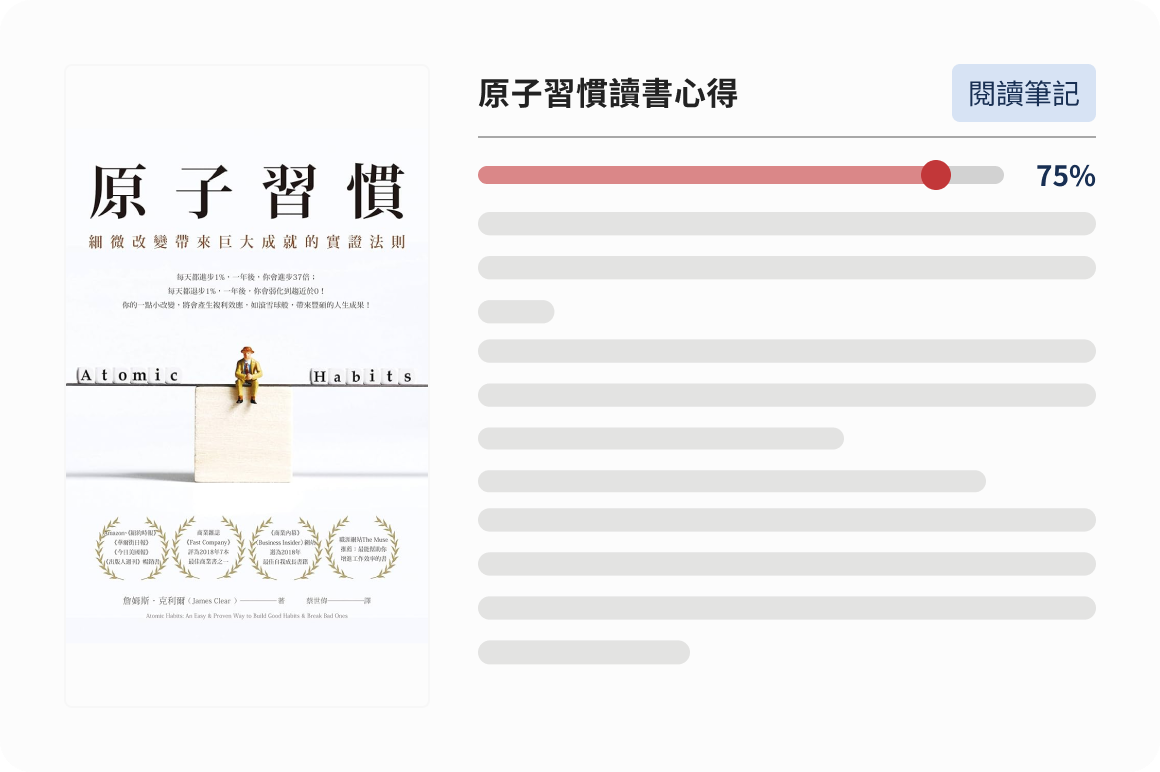 原子習慣
細微改變帶來巨大成就的實證法則
每天都進步1%，一年後，你會進步37倍；
每天都退步1%，一年後，你會弱化到趨近於0！
你的一點小改變，將會產生複利效應，如滾雪球般，帶來豐碩的人生成果！
Atomic Habits
Amazon、《紐約時報》
《華爾街日報》
《今日美國報》
《出版人週刊》暢銷書
商業雜誌
《Fast Company》
評為2018年7本
最佳商業書之一
《商業內幕》
(Business Insider) 網站
選為2018年
最佳自我成長書籍
職涯網站The Muse
推薦：最能幫助你
增進工作效率的書
詹姆斯・克利爾（James Clear）——著 蔡世偉——譯
Atomic Habits: An Easy & Proven Way to Build Good Habits & Break Bad Ones
原子習慣讀書心得
閱讀筆記
75%